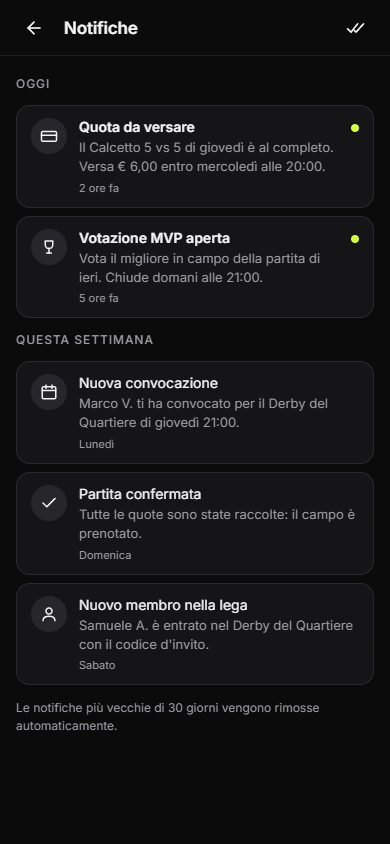 Notifiche
OGGI
Quota da versare
Il Calcetto 5 vs 5 di giovedì è al completo.
Versa € 6,00 entro mercoledì alle 20:00.
2 ore fa
Votazione MVP aperta
Vota il migliore in campo della partita di
ieri. Chiude domani alle 21:00.
5 ore fa
QUESTA SETTIMANA
Nuova convocazione
Marco V. ti ha convocato per il Derby del
Quartiere di giovedì 21:00.
Lunedì
Partita confermata
Tutte le quote sono state raccolte: il campo è
prenotato.
Domenica
Nuovo membro nella lega
Samuele A. è entrato nel Derby del Quartiere
con il codice d'invito.
Sabato
Le notifiche più vecchie di 30 giorni vengono rimosse
automaticamente.